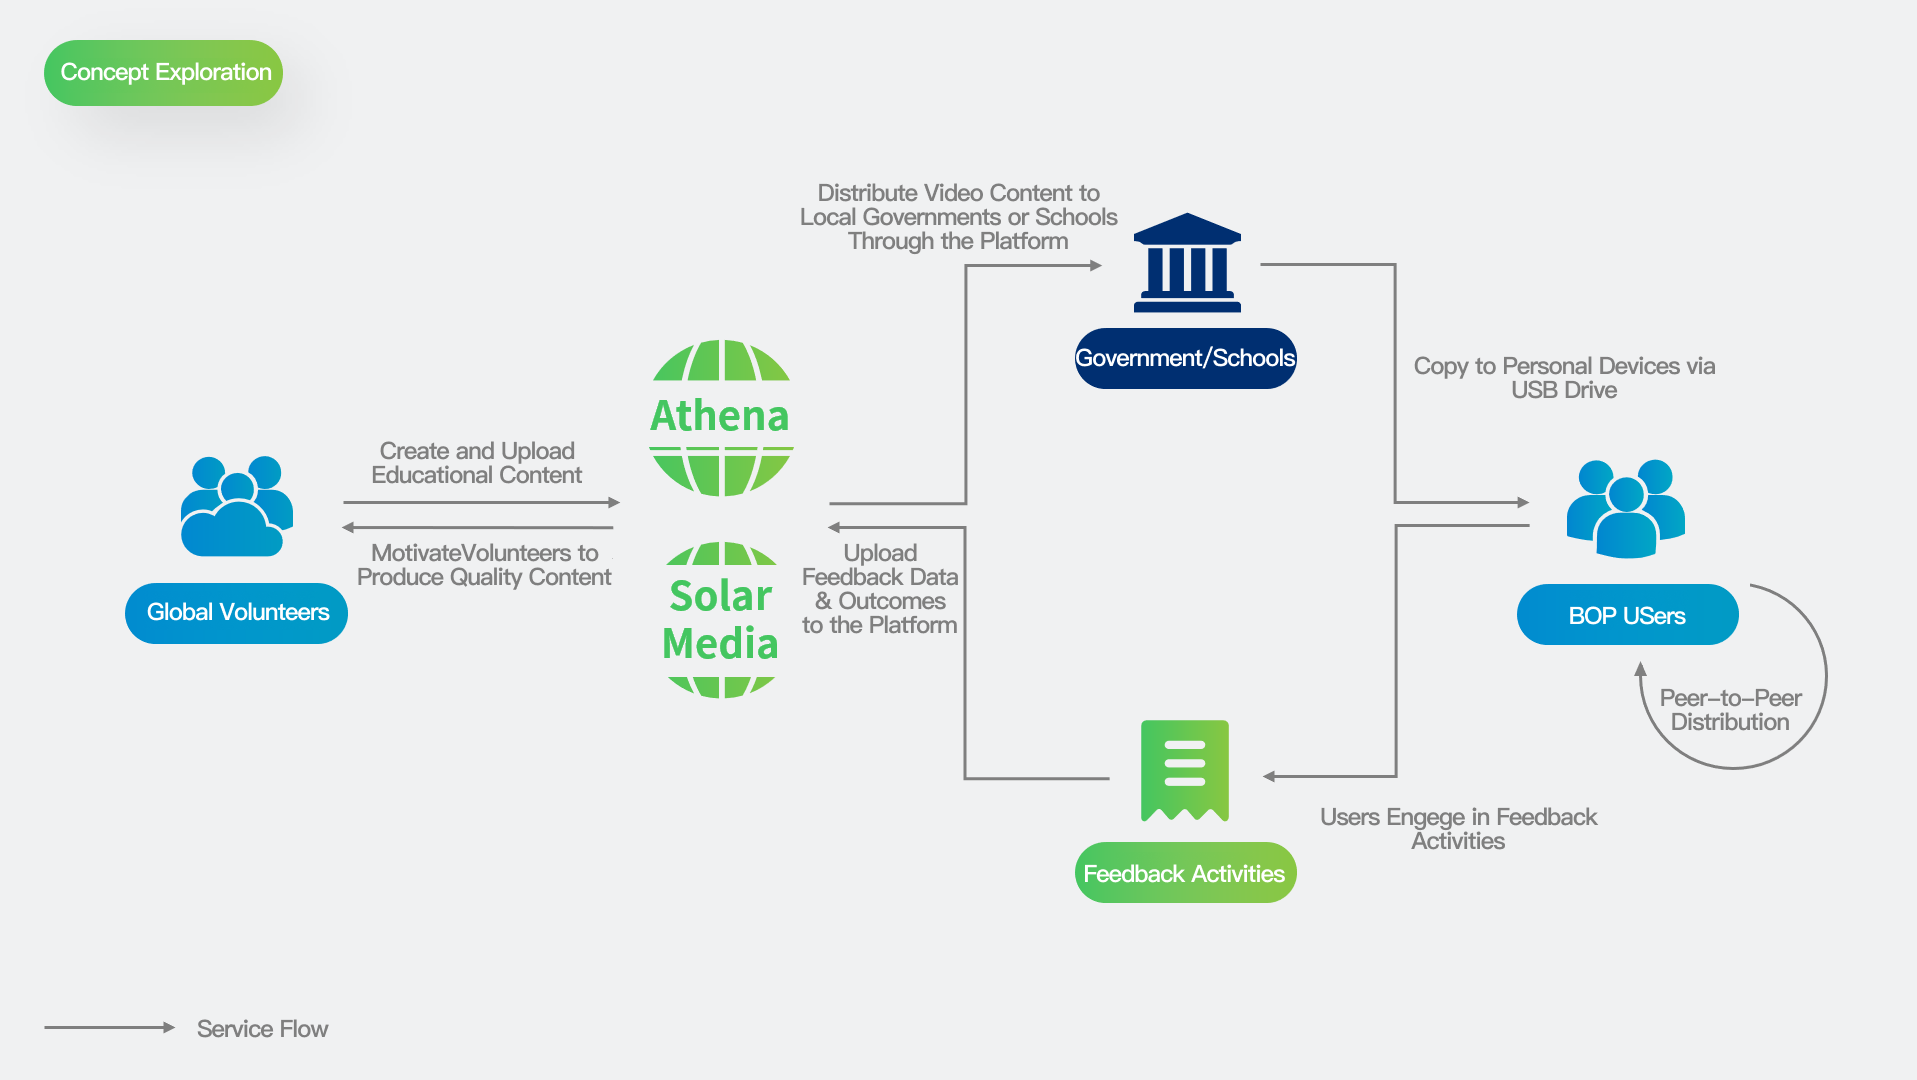 Concept Exploration
Distribute Video Content to
Local Governments or Schools
Through the Platform
Government/Schools
Copy to Personal Devices via
USB Drive
Athena
Create and Upload
Educational Content
MotivateVolunteers to
Produce Quality Content
Global Volunteers
Solar
Media
Upload
Feedback Data
& Outcomes
to the Platform
BOP USers
Peer-to-Peer
Distribution
Users Engege in Feedback
Activities
Feedback Activities
Service Flow